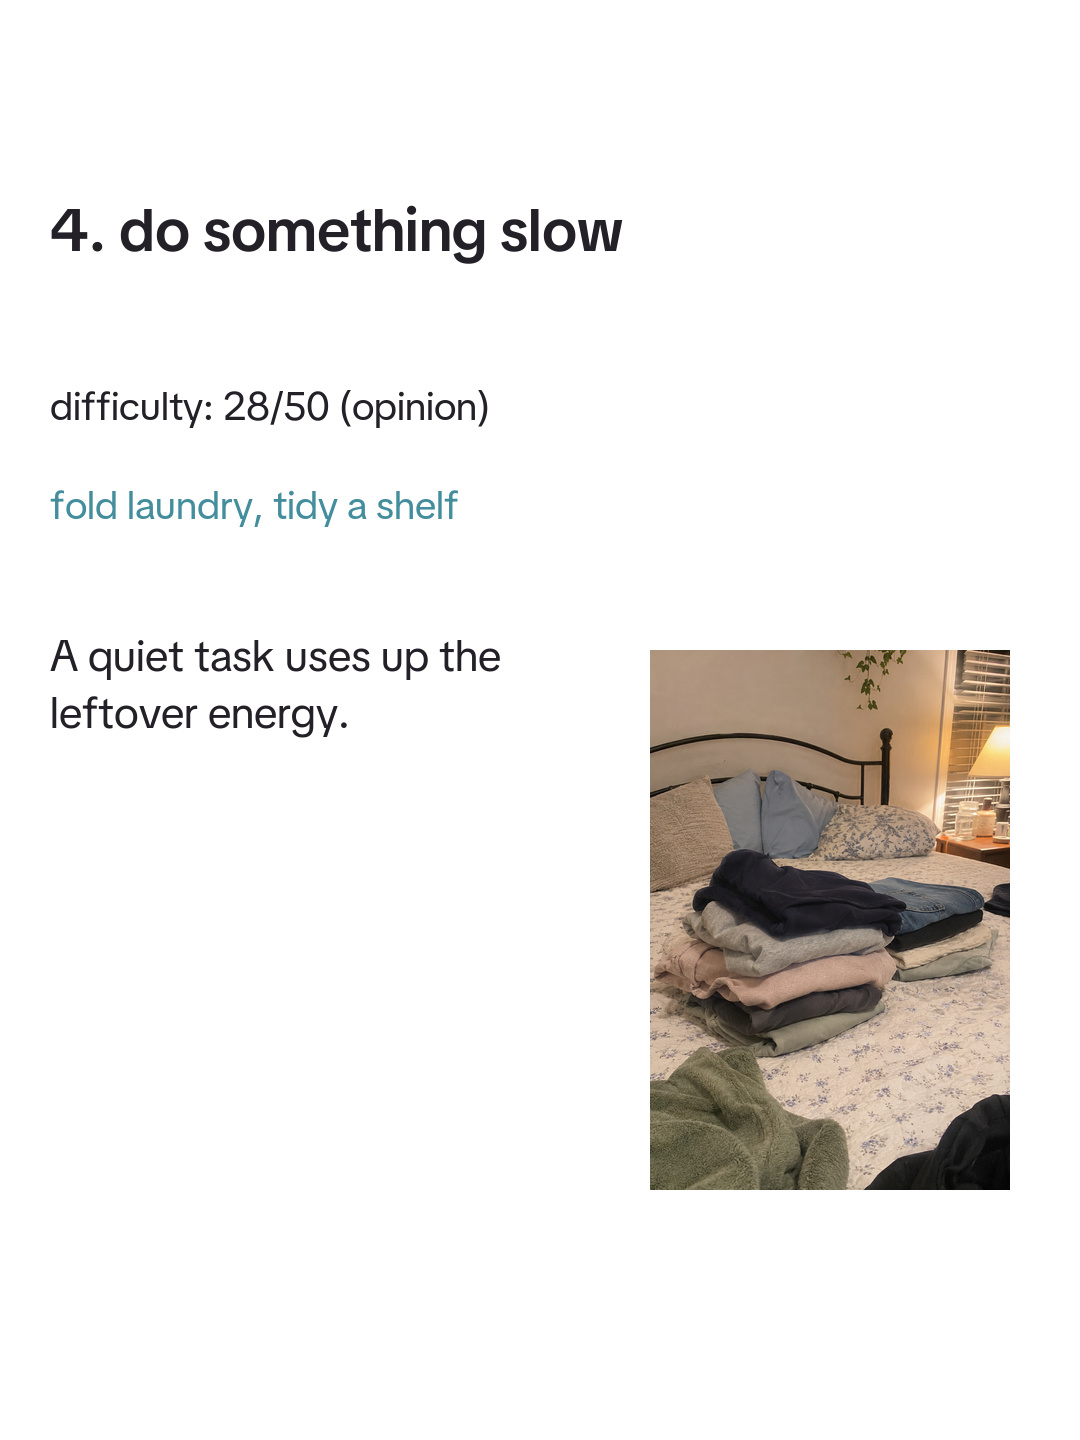 4. do something slow
difficulty: 28/50 (opinion)
fold laundry, tidy a shelf
A quiet task uses up the
leftover energy.